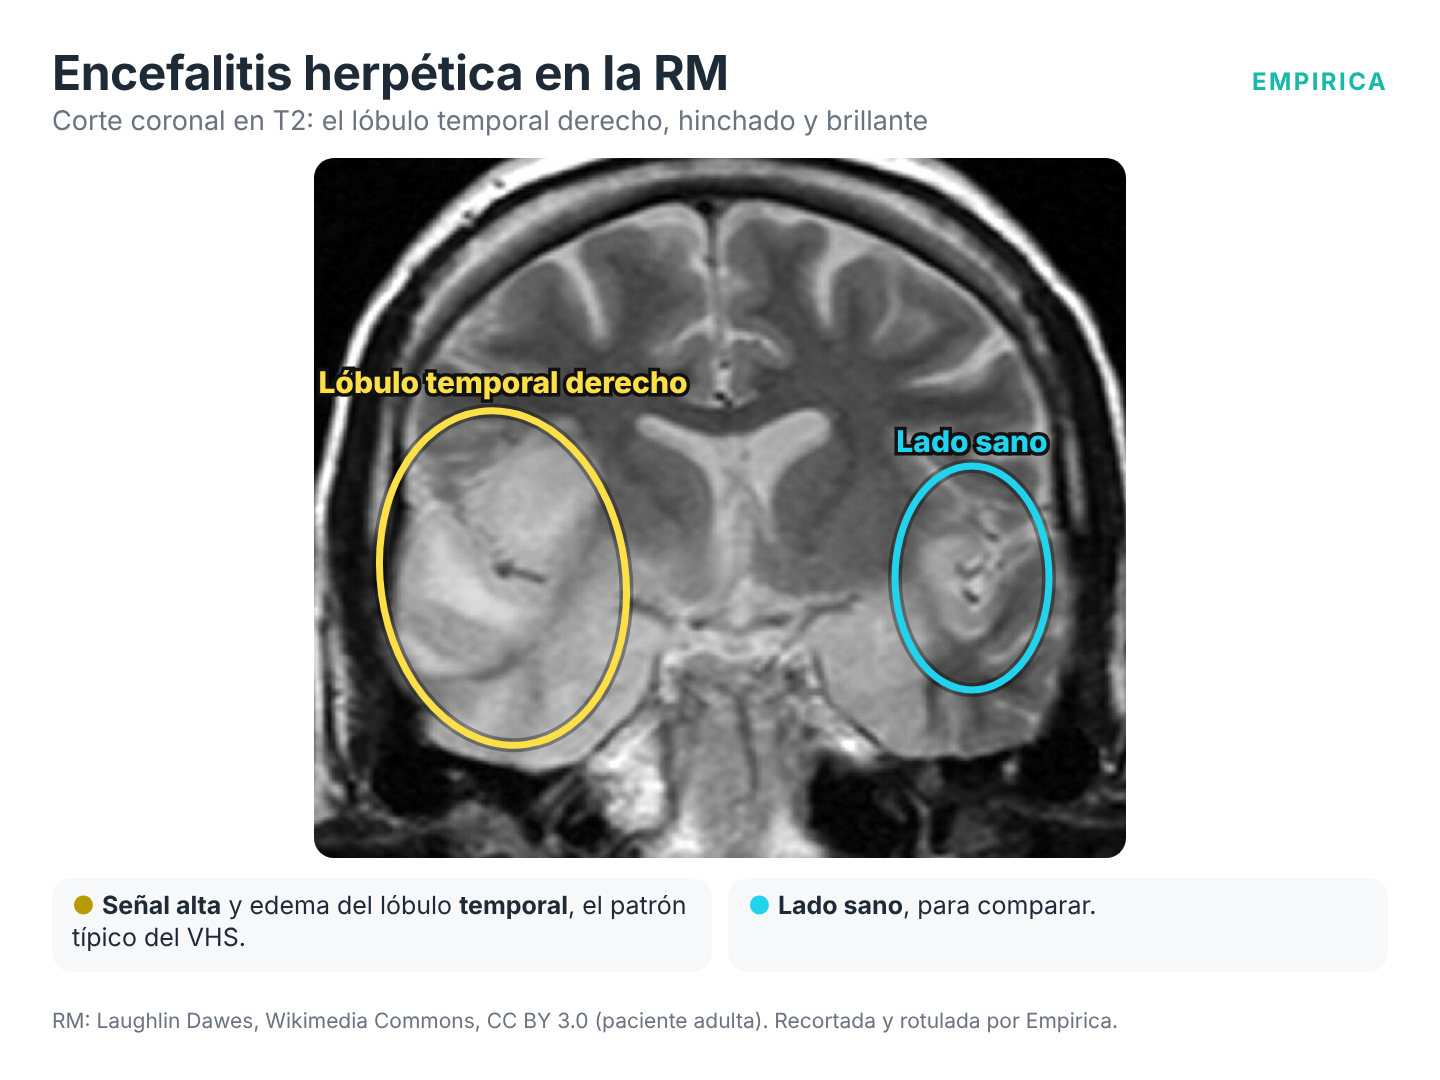 Encefalitis herpética en la RM
EMPIRICA
Corte coronal en T2: el lóbulo temporal derecho, hinchado y brillante
Lóbulo temporal derecho
Lado sano
Señal alta y edema del lóbulo temporal, el patrón
típico del VHS.
Lado sano, para comparar.
RM: Laughlin Dawes, Wikimedia Commons, CC BY 3.0 (paciente adulta). Recortada y rotulada por Empirica.